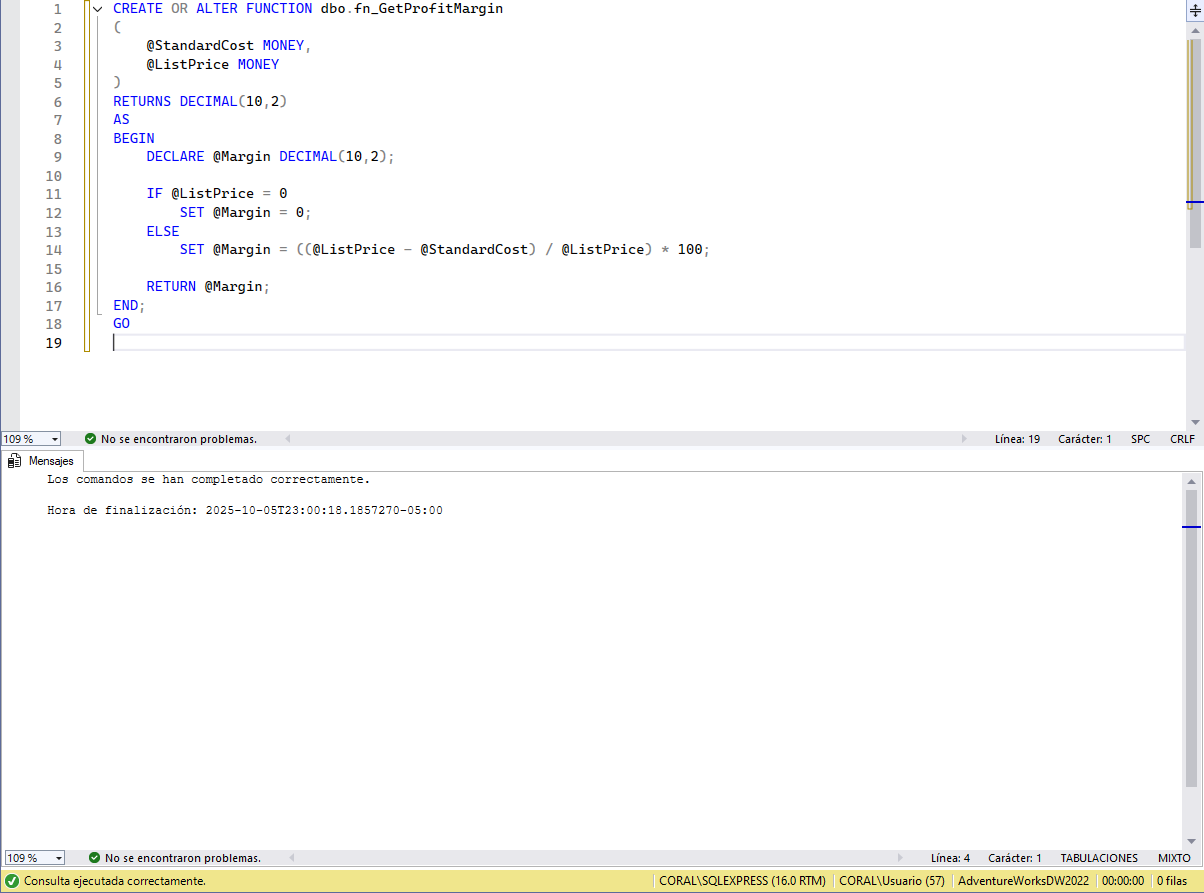 1 CREATE OR ALTER FUNCTION dbo.fn_GetProfitMargin
2 (
3 @StandardCost MONEY,
4 @ListPrice MONEY
5 )
6 RETURNS DECIMAL(10,2)
7 AS
8 BEGIN
9 DECLARE @Margin DECIMAL(10,2);
10
11 IF @ListPrice = 0
12 SET @Margin = 0;
13 ELSE
14 SET @Margin = ((@ListPrice - @StandardCost) / @ListPrice) * 100;
15
16 RETURN @Margin;
17 END;
18 GO
19
109 % No se encontraron problemas. Línea: 19 Carácter: 1 SPC CRLF
Mensajes
Los comandos se han completado correctamente.
Hora de finalización: 2025-10-05T23:00:18.1857270-05:00
109 % No se encontraron problemas. Línea: 4 Carácter: 1 TABULACIONES MIXTO
Consulta ejecutada correctamente. CORAL\SQLEXPRESS (16.0 RTM) CORAL\Usuario (57) AdventureWorksDW2022 00:00:00 0 filas